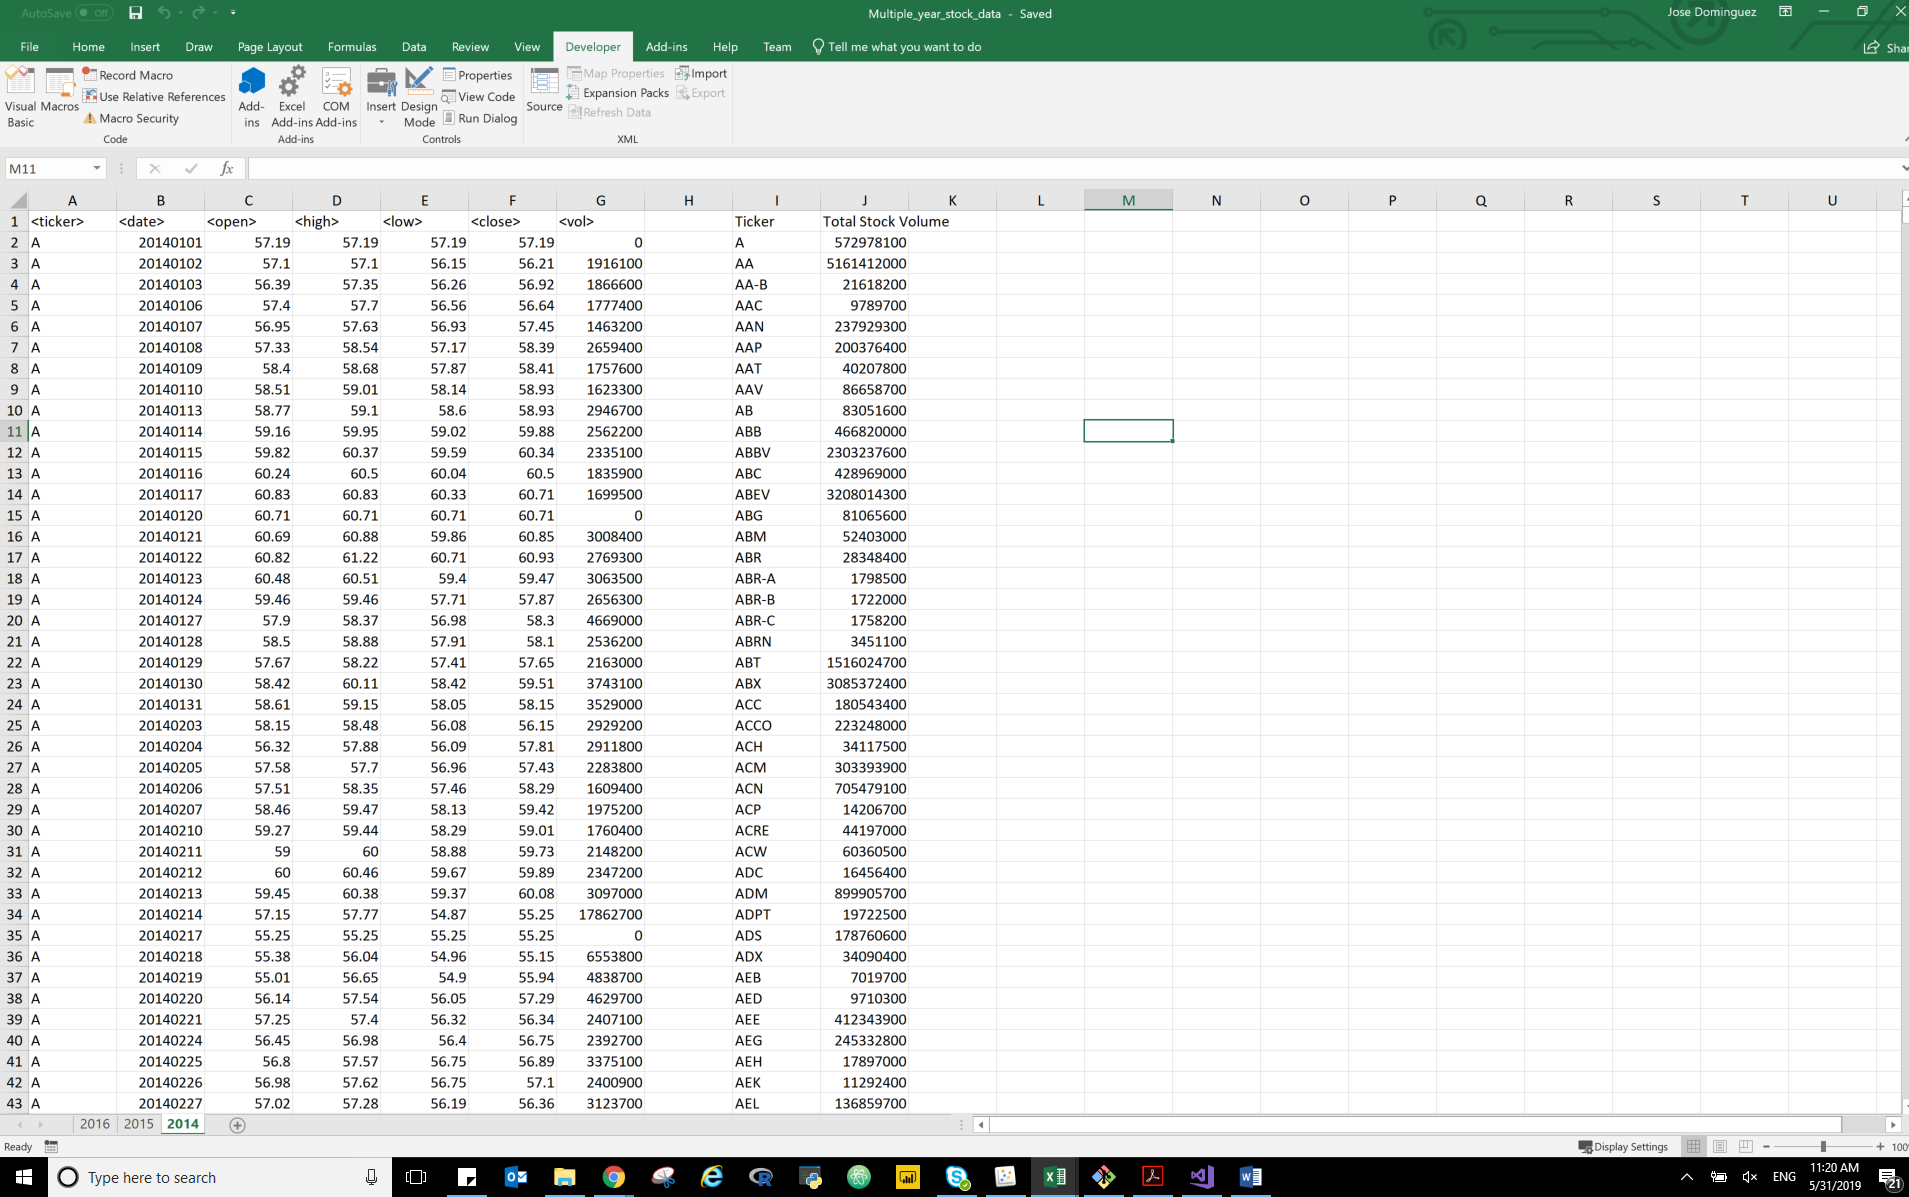 AutoSave Off Multiple_year_stock_data - Saved Jose Dominguez
File Home Insert Draw Page Layout Formulas Data Review View Developer Add-ins Help Team Tell me what you want to do Shar
Visual Basic Macros Record Macro Use Relative References Macro Security Code
Add-ins Excel Add-ins COM Add-ins Add-ins
Insert Design Mode Properties View Code Run Dialog Controls
Source Map Properties Expansion Packs Refresh Data Import Export XML
M11 fx
A B C D E F G H I J K L M N O P Q R S T U
1 <ticker> <date> <open> <high> <low> <close> <vol> Ticker Total Stock Volume
2 A 20140101 57.19 57.19 57.19 57.19 0 A 572978100
3 A 20140102 57.1 57.1 56.15 56.21 1916100 AA 5161412000
4 A 20140103 56.39 57.35 56.26 56.92 1866600 AA-B 21618200
5 A 20140106 57.4 57.7 56.56 56.64 1777400 AAC 9789700
6 A 20140107 56.95 57.63 56.93 57.45 1463200 AAN 237929300
7 A 20140108 57.33 58.54 57.17 58.39 2659400 AAP 200376400
8 A 20140109 58.4 58.68 57.87 58.41 1757600 AAT 40207800
9 A 20140110 58.51 59.01 58.14 58.93 1623300 AAV 86658700
10 A 20140113 58.77 59.1 58.6 58.93 2946700 AB 83051600
11 A 20140114 59.16 59.95 59.02 59.88 2562200 ABB 466820000
12 A 20140115 59.82 60.37 59.59 60.34 2335100 ABBV 2303237600
13 A 20140116 60.24 60.5 60.04 60.5 1835900 ABC 428969000
14 A 20140117 60.83 60.83 60.33 60.71 1699500 ABEV 3208014300
15 A 20140120 60.71 60.71 60.71 60.71 0 ABG 81065600
16 A 20140121 60.69 60.88 59.86 60.85 3008400 ABM 52403000
17 A 20140122 60.82 61.22 60.71 60.93 2769300 ABR 28348400
18 A 20140123 60.48 60.51 59.4 59.47 3063500 ABR-A 1798500
19 A 20140124 59.46 59.46 57.71 57.87 2656300 ABR-B 1722000
20 A 20140127 57.9 58.37 56.98 58.3 4669000 ABR-C 1758200
21 A 20140128 58.5 58.88 57.91 58.1 2536200 ABRN 3451100
22 A 20140129 57.67 58.22 57.41 57.65 2163000 ABT 1516024700
23 A 20140130 58.42 60.11 58.42 59.51 3743100 ABX 3085372400
24 A 20140131 58.61 59.15 58.05 58.15 3529000 ACC 180543400
25 A 20140203 58.15 58.48 56.08 56.15 2929200 ACCO 223248000
26 A 20140204 56.32 57.88 56.09 57.81 2911800 ACH 34117500
27 A 20140205 57.58 57.7 56.96 57.43 2283800 ACM 303393900
28 A 20140206 57.51 58.35 57.46 58.29 1609400 ACN 705479100
29 A 20140207 58.46 59.47 58.13 59.42 1975200 ACP 14206700
30 A 20140210 59.27 59.44 58.29 59.01 1760400 ACRE 44197000
31 A 20140211 59 60 58.88 59.73 2148200 ACW 60360500
32 A 20140212 60 60.46 59.67 59.89 2347200 ADC 16456400
33 A 20140213 59.45 60.38 59.37 60.08 3097000 ADM 899905700
34 A 20140214 57.15 57.77 54.87 55.25 17862700 ADPT 19722500
35 A 20140217 55.25 55.25 55.25 55.25 0 ADS 178760600
36 A 20140218 55.38 56.04 54.96 55.15 6553800 ADX 34090400
37 A 20140219 55.01 56.65 54.9 55.94 4838700 AEB 7019700
38 A 20140220 56.14 57.54 56.05 57.29 4629700 AED 9710300
39 A 20140221 57.25 57.4 56.32 56.34 2407100 AEE 412343900
40 A 20140224 56.45 56.98 56.4 56.75 2392700 AEG 245332800
41 A 20140225 56.8 57.57 56.75 56.89 3375100 AEH 17897000
42 A 20140226 56.98 57.62 56.75 57.1 2400900 AEK 11292400
43 A 20140227 57.02 57.28 56.19 56.36 3123700 AEL 136859700
2016 2015 2014
Ready Display Settings 100
Type here to search ENG 11:20 AM
5/31/2019 21